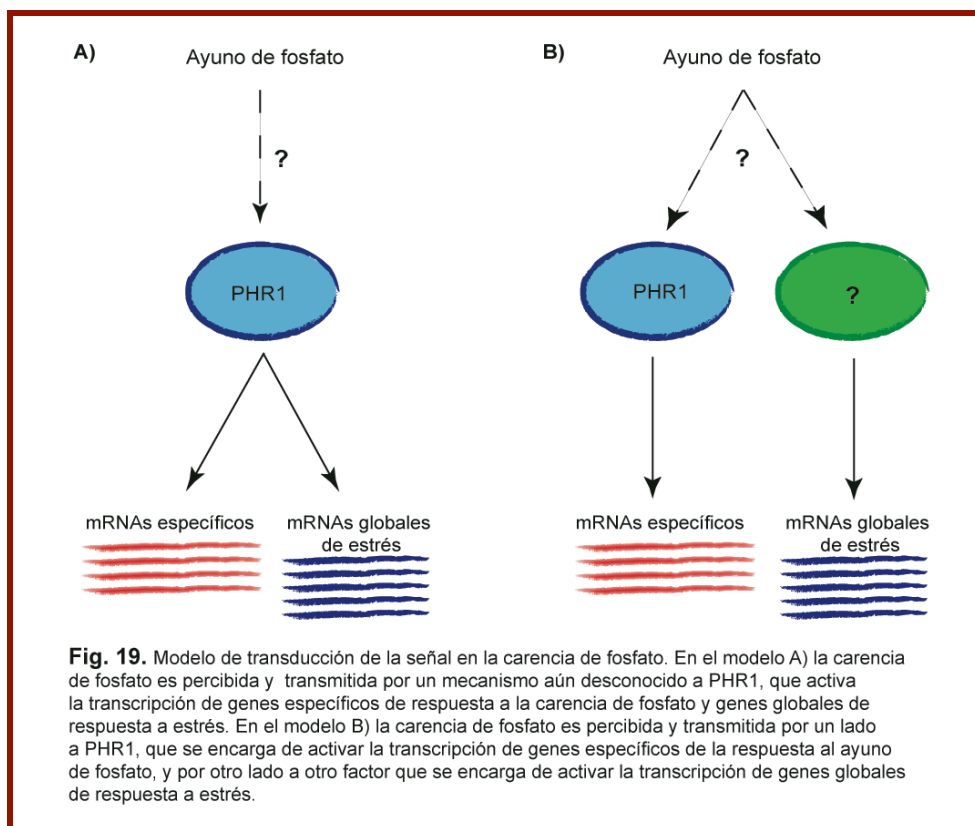 A)
Ayuno de fosfato
?
PHR1
mRNAs específicos
mRNAs globales
de estrés
B)
Ayuno de fosfato
?
PHR1
?
mRNAs específicos
mRNAs globales
de estrés
Fig. 19. Modelo de transducción de la señal en la carencia de fosfato. En el modelo A) la carencia
de fosfato es percibida y transmitida por un mecanismo aún desconocido a PHR1, que activa
la transcripción de genes específicos de respuesta a la carencia de fosfato y genes globales de
respuesta a estrés. En el modelo B) la carencia de fosfato es percibida y transmitida por un lado
a PHR1, que se encarga de activar la transcripción de genes específicos de la respuesta al ayuno
de fosfato, y por otro lado a otro factor que se encarga de activar la transcripción de genes globales
de respuesta a estrés.